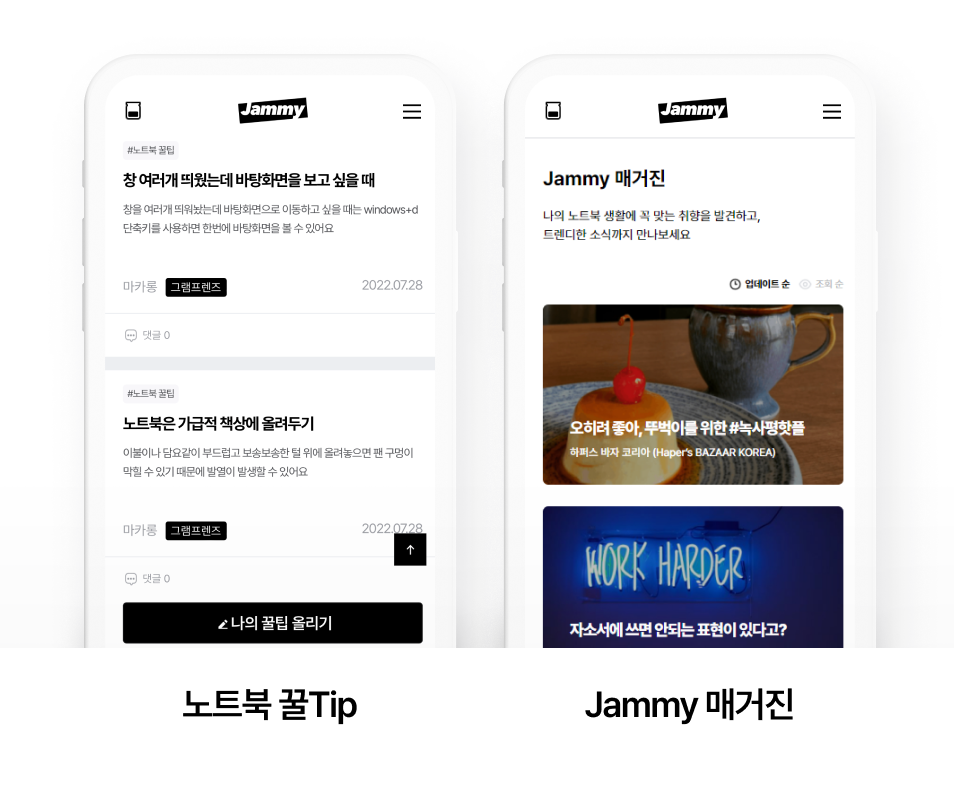 Jammy
#노트북 꿀팁
창 여러개 띄웠는데 바탕화면을 보고 싶을 때
창을 여러개 띄워놨는데 바탕화면으로 이동하고 싶을 때는 windows+d
단축키를 사용하면 한번에 바탕화면을 볼 수 있어요
마카롱 그램프렌즈 2022.07.28
댓글 0
#노트북 꿀팁
노트북은 가급적 책상에 올려두기
이불이나 담요같이 부드럽고 보송보송한 털 위에 올려놓으면 팬 구멍이
막힐 수 있기 때문에 발열이 발생할 수 있어요
마카롱 그램프렌즈 2022.07.28
댓글 0
나의 꿀팁 올리기
노트북 꿀Tip
Jammy
Jammy 매거진
나의 노트북 생활에 꼭 맞는 취향을 발견하고,
트렌디한 소식까지 만나보세요
업데이트 순 조회 순
오히려 좋아, 뚜벅이를 위한 #녹사평핫플
하퍼스 바자 코리아 (Haper's BAZAAR KOREA)
WORK HARDER
자소서에 쓰면 안되는 표현이 있다고?
Jammy 매거진